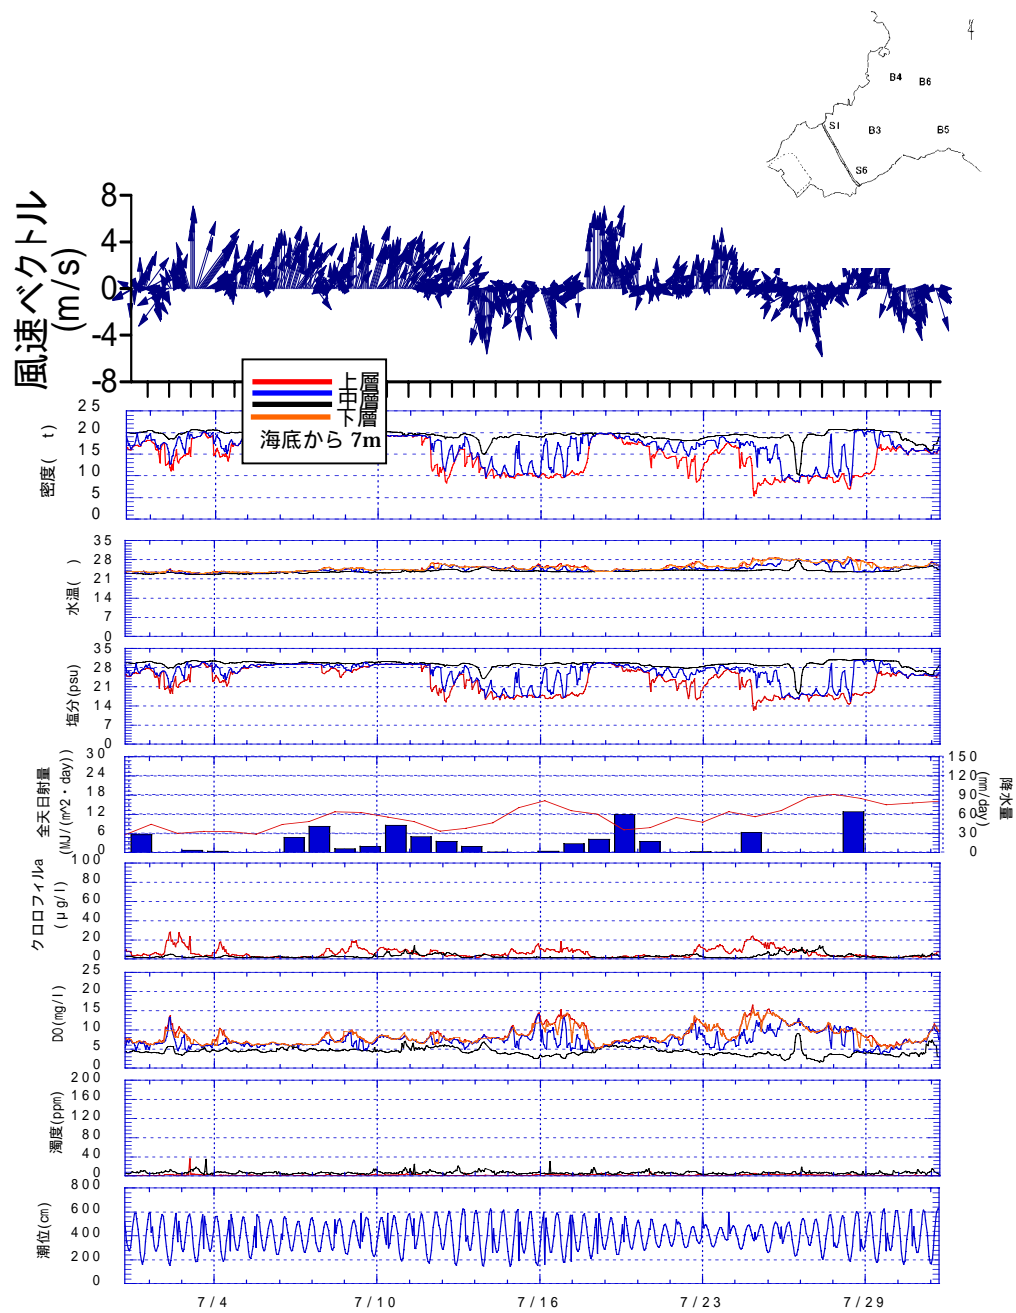 B4
B6
S1
B3
B5
S6
風速ベクトル
(m/s)
8
4
0
-4
-8
上層
中層
下層
海底から 7m
密度( t)
25
20
15
10
5
0
水温( )
35
28
21
14
7
0
塩分(psu)
35
28
21
14
7
0
全天日射量
(MJ/(m^2・day))
30
24
18
12
6
0
150
120
90
60
30
0
降水量
(mm/day)
クロロフィルa
(μg/l)
100
80
60
40
20
0
DO(mg/l)
25
20
15
10
5
0
濁度(ppm)
200
160
120
80
40
0
潮位(cm)
800
600
400
200
0
7/4
7/10
7/16
7/23
7/29